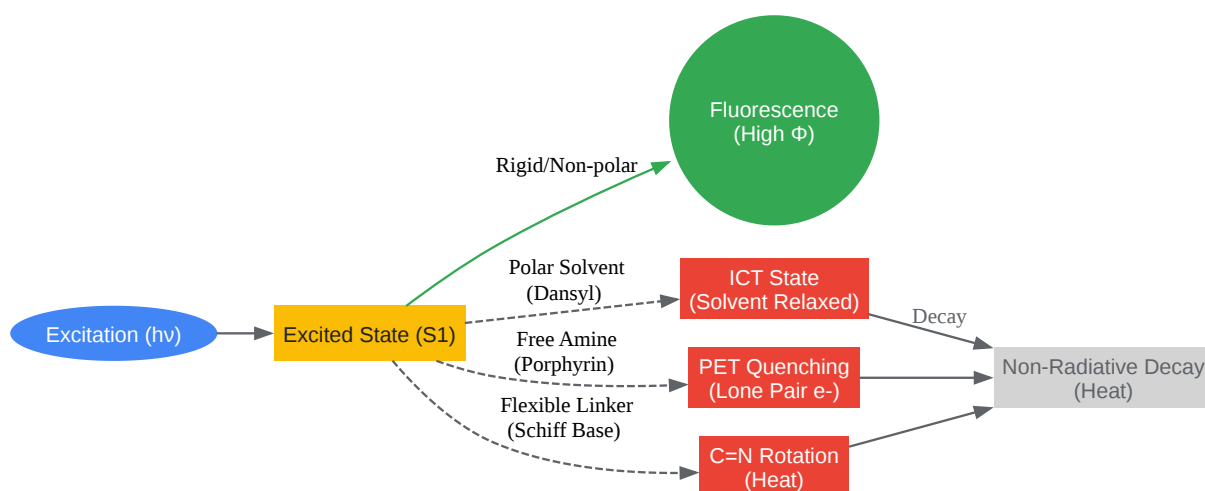 Excitation (hν)
Excited State (S1)
Rigid/Non-polar
Fluorescence
(High Φ)
Polar Solvent
(Dansyl)
ICT State
(Solvent Relaxed)
Decay
Free Amine
(Porphyrin)
PET Quenching
(Lone Pair e-)
Non-Radiative Decay
(Heat)
Flexible Linker
(Schiff Base)
C=N Rotation
(Heat)